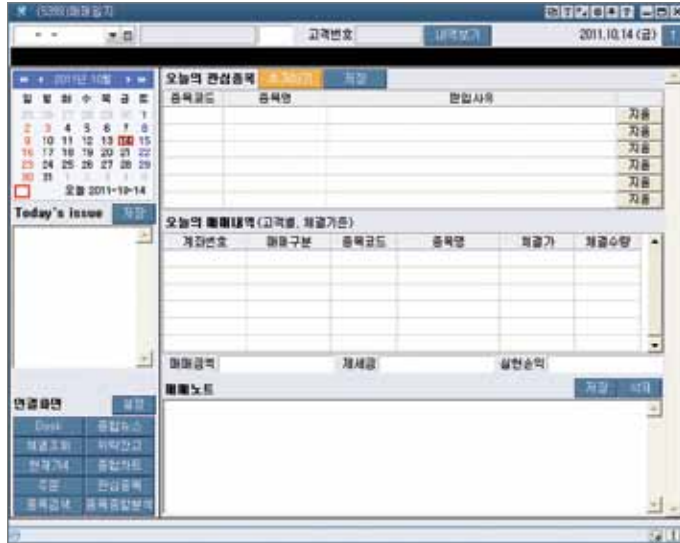 매매일지
고객번호
내역보기
2011.10.14 (금)
2011년 10월
일 월 화 수 목 금 토
1
2 3 4 5 6 7 8
9 10 11 12 13 14 15
16 17 18 19 20 21 22
23 24 25 26 27 28 29
30 31
오늘 2011-10-14
Today's issue 저장
오늘의 관심종목 추가하기 저장
종목코드 종목명 편입사유
지움
지움
지움
지움
지움
지움
오늘의 매매내역 (고객별, 체결기준)
계좌번호 매매구분 종목코드 종목명 체결가 체결수량
매매금액 제세금 실현손익
매매노트 저장 삭제
연결화면 설정
종합뉴스
체결조회 위탁잔고
현재가4 종합차트
주문 관심종목
종목검색 종목종합분석